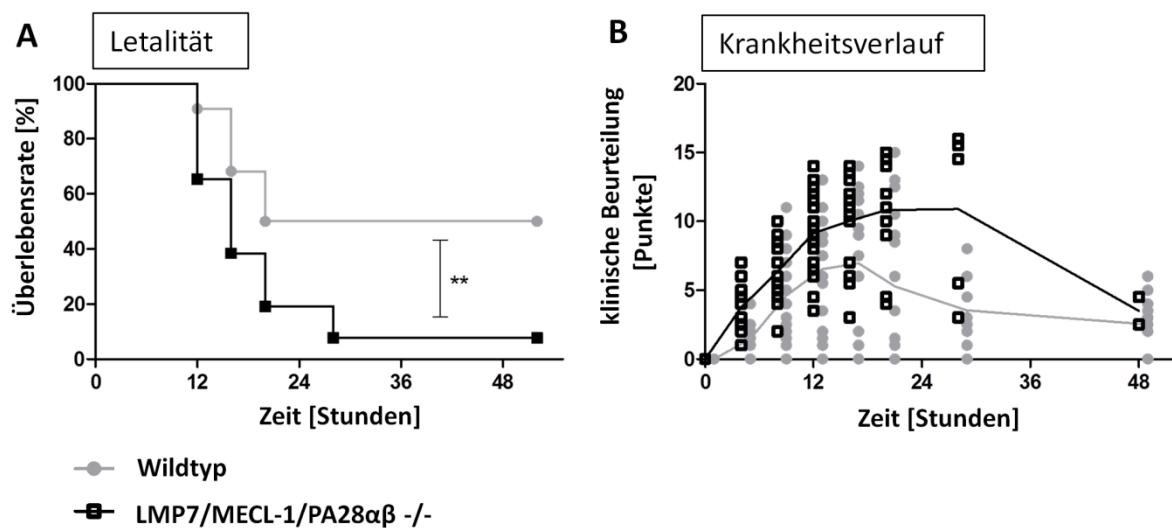 A
Letalität
Überlebensrate [%]
100
80
60
40
20
0
**
0 12 24 36 48
Zeit [Stunden]
B
Krankheitsverlauf
klinische Beurteilung
[Punkte]
20
15
10
5
0
0 12 24 36 48
Zeit [Stunden]
Wildtyp
LMP7/MECL-1/PA28αβ -/-